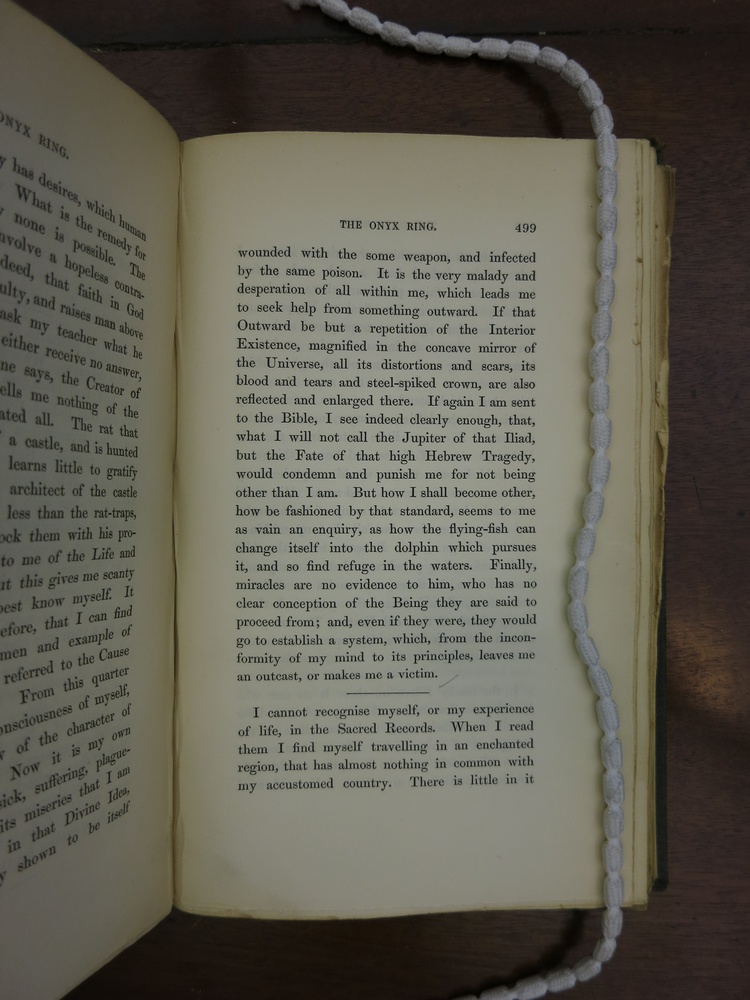 ONYX RING.
has desires, which human
What is the remedy for
none is possible. The
a hopeless contra-
that faith in God
and raises man above
ask my teacher what he
either receive no answer,
says, the Creator of
me nothing of the
all. The rat that
a castle, and is hunted
learns little to gratify
architect of the castle
less than the rat-traps,
them with his pro-
to me of the Life and
this gives me scanty
know myself. It
that I can find
men and example of
referred to the Cause
From this quarter
of myself,
of the character of
Now it is my own
suffering, plague-
its miseries that I am
in that Divine Idea,
shown to be itself
THE ONYX RING. 499
wounded with the some weapon, and infected
by the same poison. It is the very malady and
desperation of all within me, which leads me
to seek help from something outward. If that
Outward be but a repetition of the Interior
Existence, magnified in the concave mirror of
the Universe, all its distortions and scars, its
blood and tears and steel-spiked crown, are also
reflected and enlarged there. If again I am sent
to the Bible, I see indeed clearly enough, that,
what I will not call the Jupiter of that Iliad,
but the Fate of that high Hebrew Tragedy,
would condemn and punish me for not being
other than I am. But how I shall become other,
how be fashioned by that standard, seems to me
as vain an enquiry, as how the flying-fish can
change itself into the dolphin which pursues
it, and so find refuge in the waters. Finally,
miracles are no evidence to him, who has no
clear conception of the Being they are said to
proceed from; and, even if they were, they would
go to establish a system, which, from the incon-
formity of my mind to its principles, leaves me
an outcast, or makes me a victim.
I cannot recognise myself, or my experience
of life, in the Sacred Records. When I read
them I find myself travelling in an enchanted
region, that has almost nothing in common with
my accustomed country. There is little in it